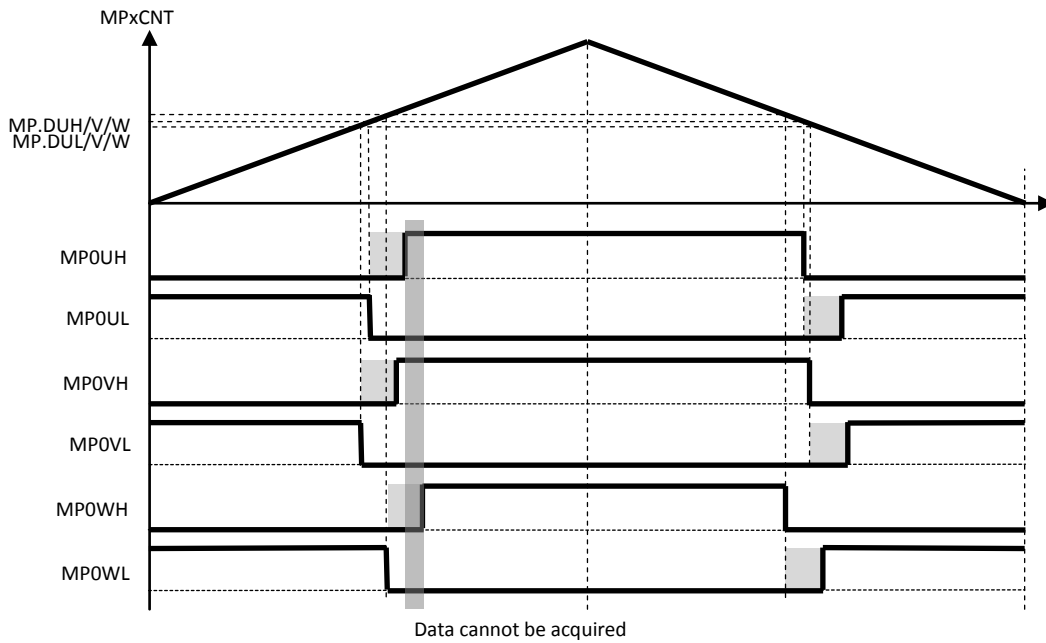 MPxCNT
MP.DUH/V/W
MP.DUL/V/W
MP0UH
MP0UL
MP0VH
MP0VL
MP0WH
MP0WL
Data cannot be acquired